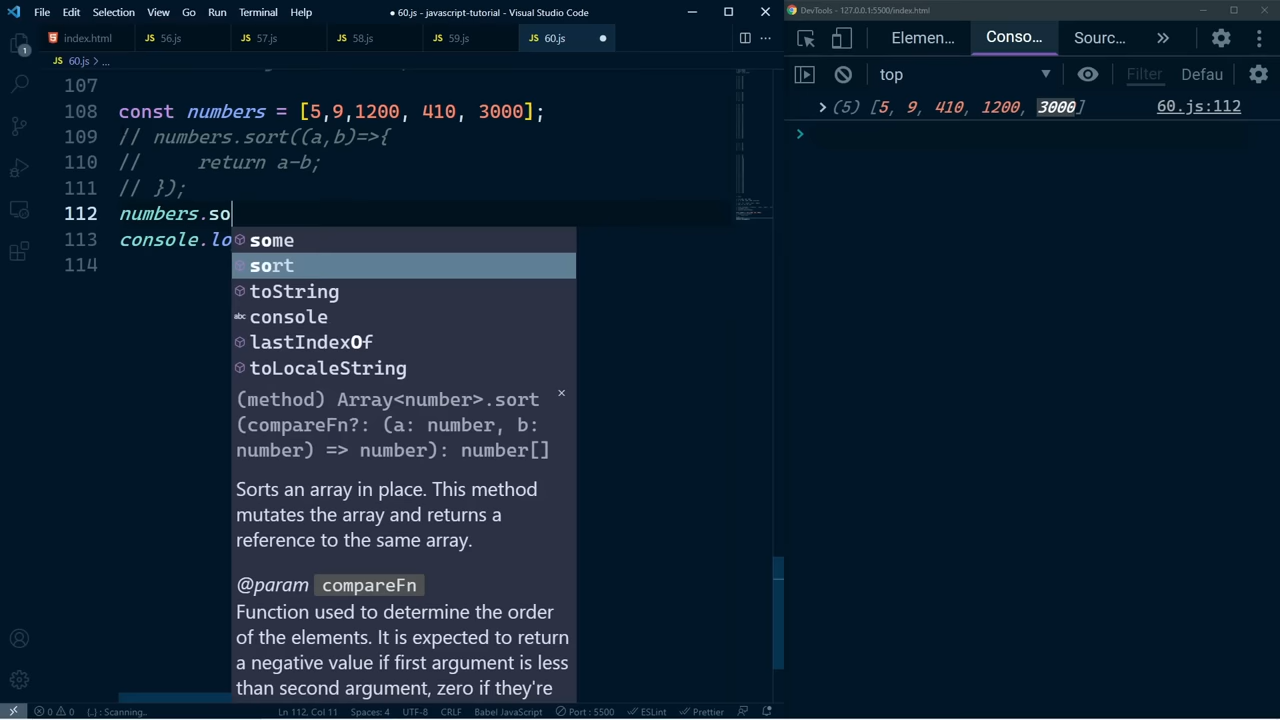 File Edit Selection View Go Run Terminal Help
● 60.js - javascript-tutorial - Visual Studio Code
index.html JS 56.js JS 57.js JS 58.js JS 59.js JS 60.js
JS 60.js > ...
107
108 const numbers = [5,9,1200, 410, 3000];
109 // numbers.sort((a,b)=>{
110 // return a-b;
111 // });
112 numbers.so
113 console.lo
114
some
sort
toString
abc console
lastIndexOf
toLocaleString
(method) Array<number>.sort
(compareFn?: (a: number, b:
number) => number): number[]
Sorts an array in place. This method
mutates the array and returns a
reference to the same array.
@param compareFn
Function used to determine the order
of the elements. It is expected to return
a negative value if first argument is less
than second argument, zero if they're
1
0 0 {..}: Scanning.. Ln 112, Col 11 Spaces: 4 UTF-8 CRLF Babel JavaScript Port : 5500 ESLint Prettier
DevTools - 127.0.0.1:5500/index.html
Elemen... Conso... Sourc...
top Filter Defau
(5) [5, 9, 410, 1200, 3000] 60.js:112